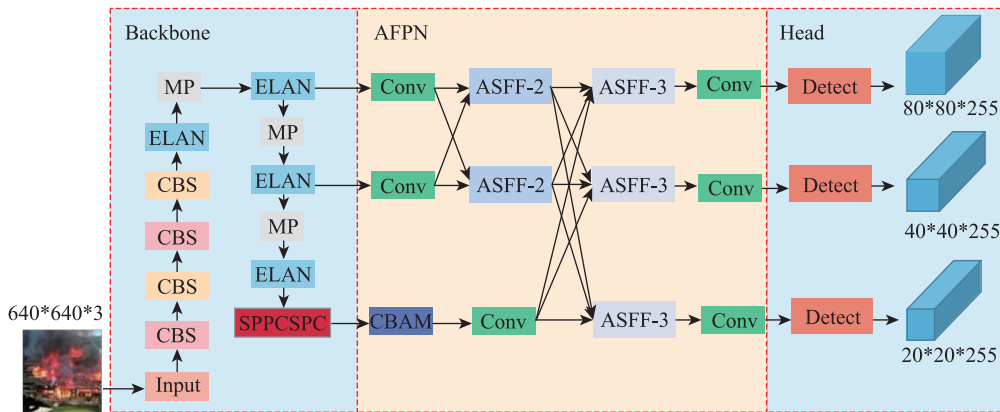 Backbone
AFPN
Head
MP
ELAN
Conv
ASFF-2
ASFF-3
Conv
Detect
80*80*255
ELAN
MP
CBS
ELAN
Conv
ASFF-2
ASFF-3
Conv
Detect
40*40*255
CBS
MP
CBS
ELAN
640*640*3
CBS
SPPCSPC
CBAM
Conv
ASFF-3
Conv
Detect
20*20*255
Input